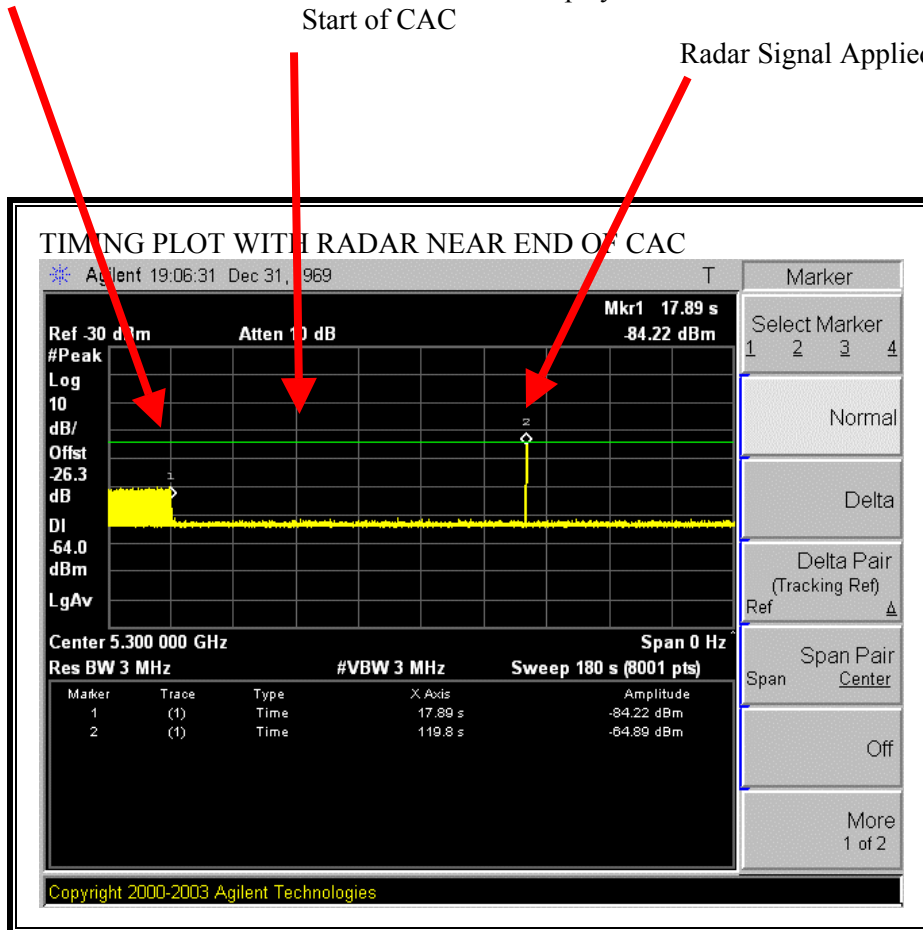 Start of CAC
Radar Signal Applied
TIMING PLOT WITH RADAR NEAR END OF CAC
Agilent 19:06:31 Dec 31, 1969 T
Mkr1 17.89 s
Ref -30 dBm Atten 10 dB -84.22 dBm
#Peak
Log
10
dB/
Offst
-26.3
dB
DI
-64.0
dBm
LgAv
1
2
Center 5.300 000 GHz Span 0 Hz
Res BW 3 MHz #VBW 3 MHz Sweep 180 s (8001 pts)
Marker Trace Type X Axis Amplitude
1 (1) Time 17.89 s -84.22 dBm
2 (1) Time 119.8 s -64.89 dBm
Copyright 2000-2003 Agilent Technologies
Marker
Select Marker
1 2 3 4
Normal
Delta
Delta Pair
(Tracking Ref)
Ref Δ
Span Pair
Span Center
Off
More
1 of 2